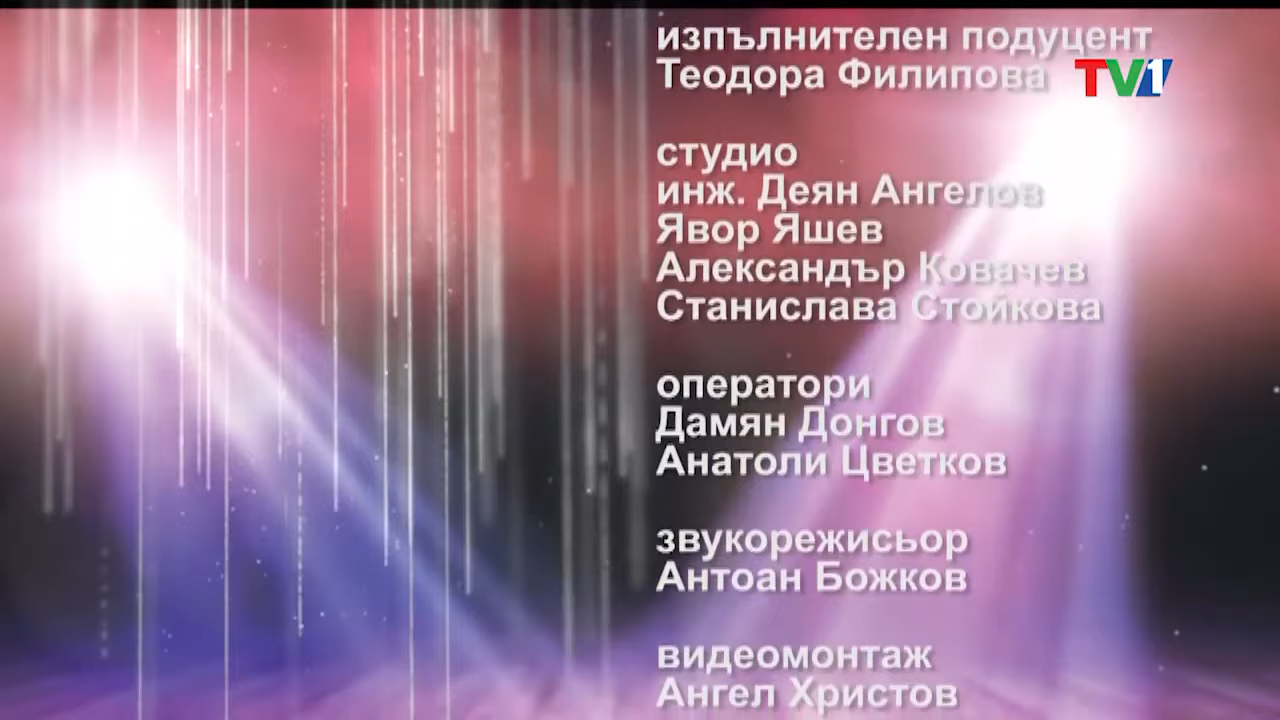 изпълнителен подуцент
Теодора Филипова
TV1
студио
инж. Деян Ангелов
Явор Яшев
Александър Ковачев
Станислава Стойкова
оператори
Дамян Донгов
Анатоли Цветков
звукорежисьор
Антоан Божков
видеомонтаж
Ангел Христов